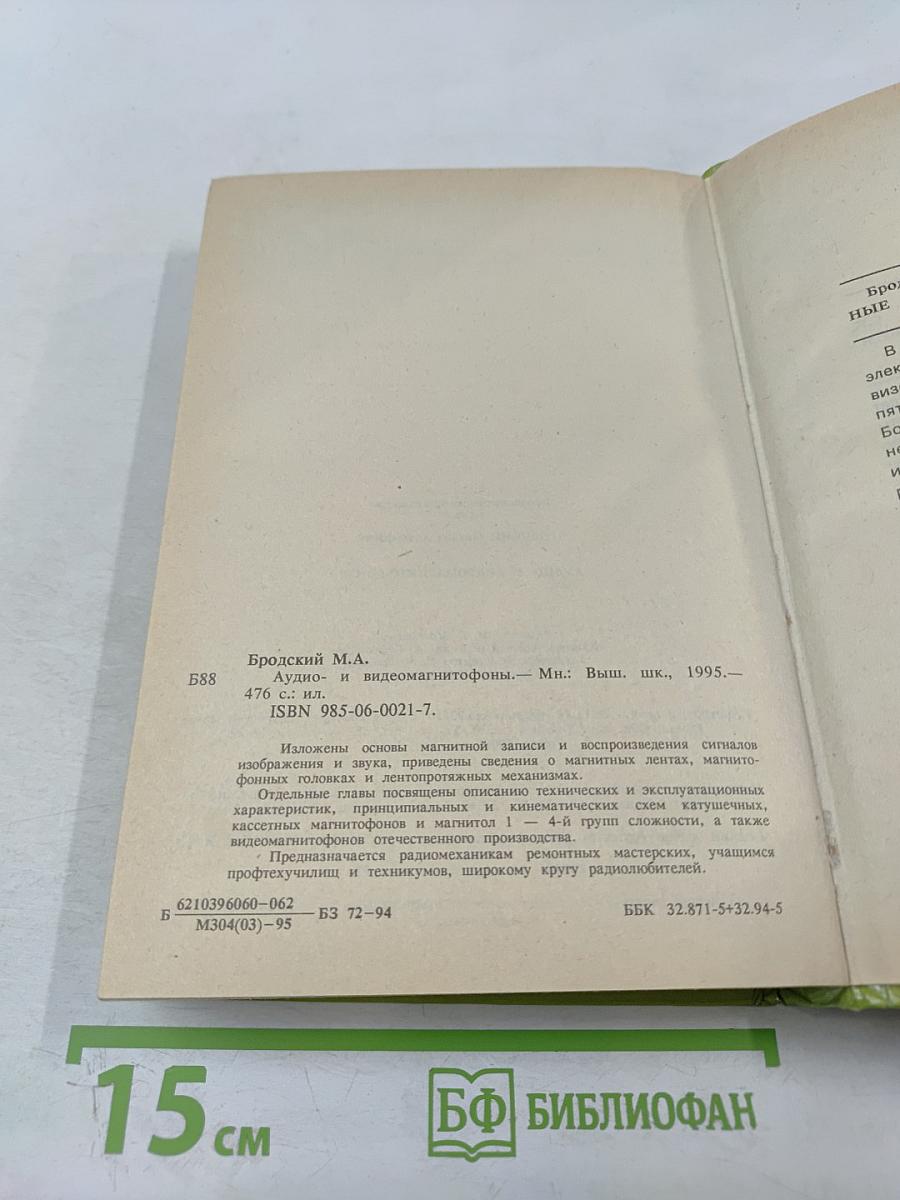 Бродский М.А.
Б88 Аудио- и видеомагнитофоны.— Мн.: Выш. шк., 1995.—
476 с.: ил.
ISBN 985-06-0021-7.
Изложены основы магнитной записи и воспроизведения сигналов
изображения и звука, приведены сведения о магнитных лентах, магнито-
фонных головках и лентопротяжных механизмах.
Отдельные главы посвящены описанию технических и эксплуатационных
характеристик, принципиальных и кинематических схем катушечных,
кассетных магнитофонов и магнитол 1 — 4-й групп сложности, а также
видеомагнитофонов отечественного производства.
Предназначается радиомеханикам ремонтных мастерских, учащимся
профтехучилищ и техникумов, широкому кругу радиолюбителей.
Б 6210396060—062
М304(03)—95
БЗ 72—94
ББК 32.871-5+32.94-5
НЫЕ
В
15 см
БФ БИБЛИОФАН